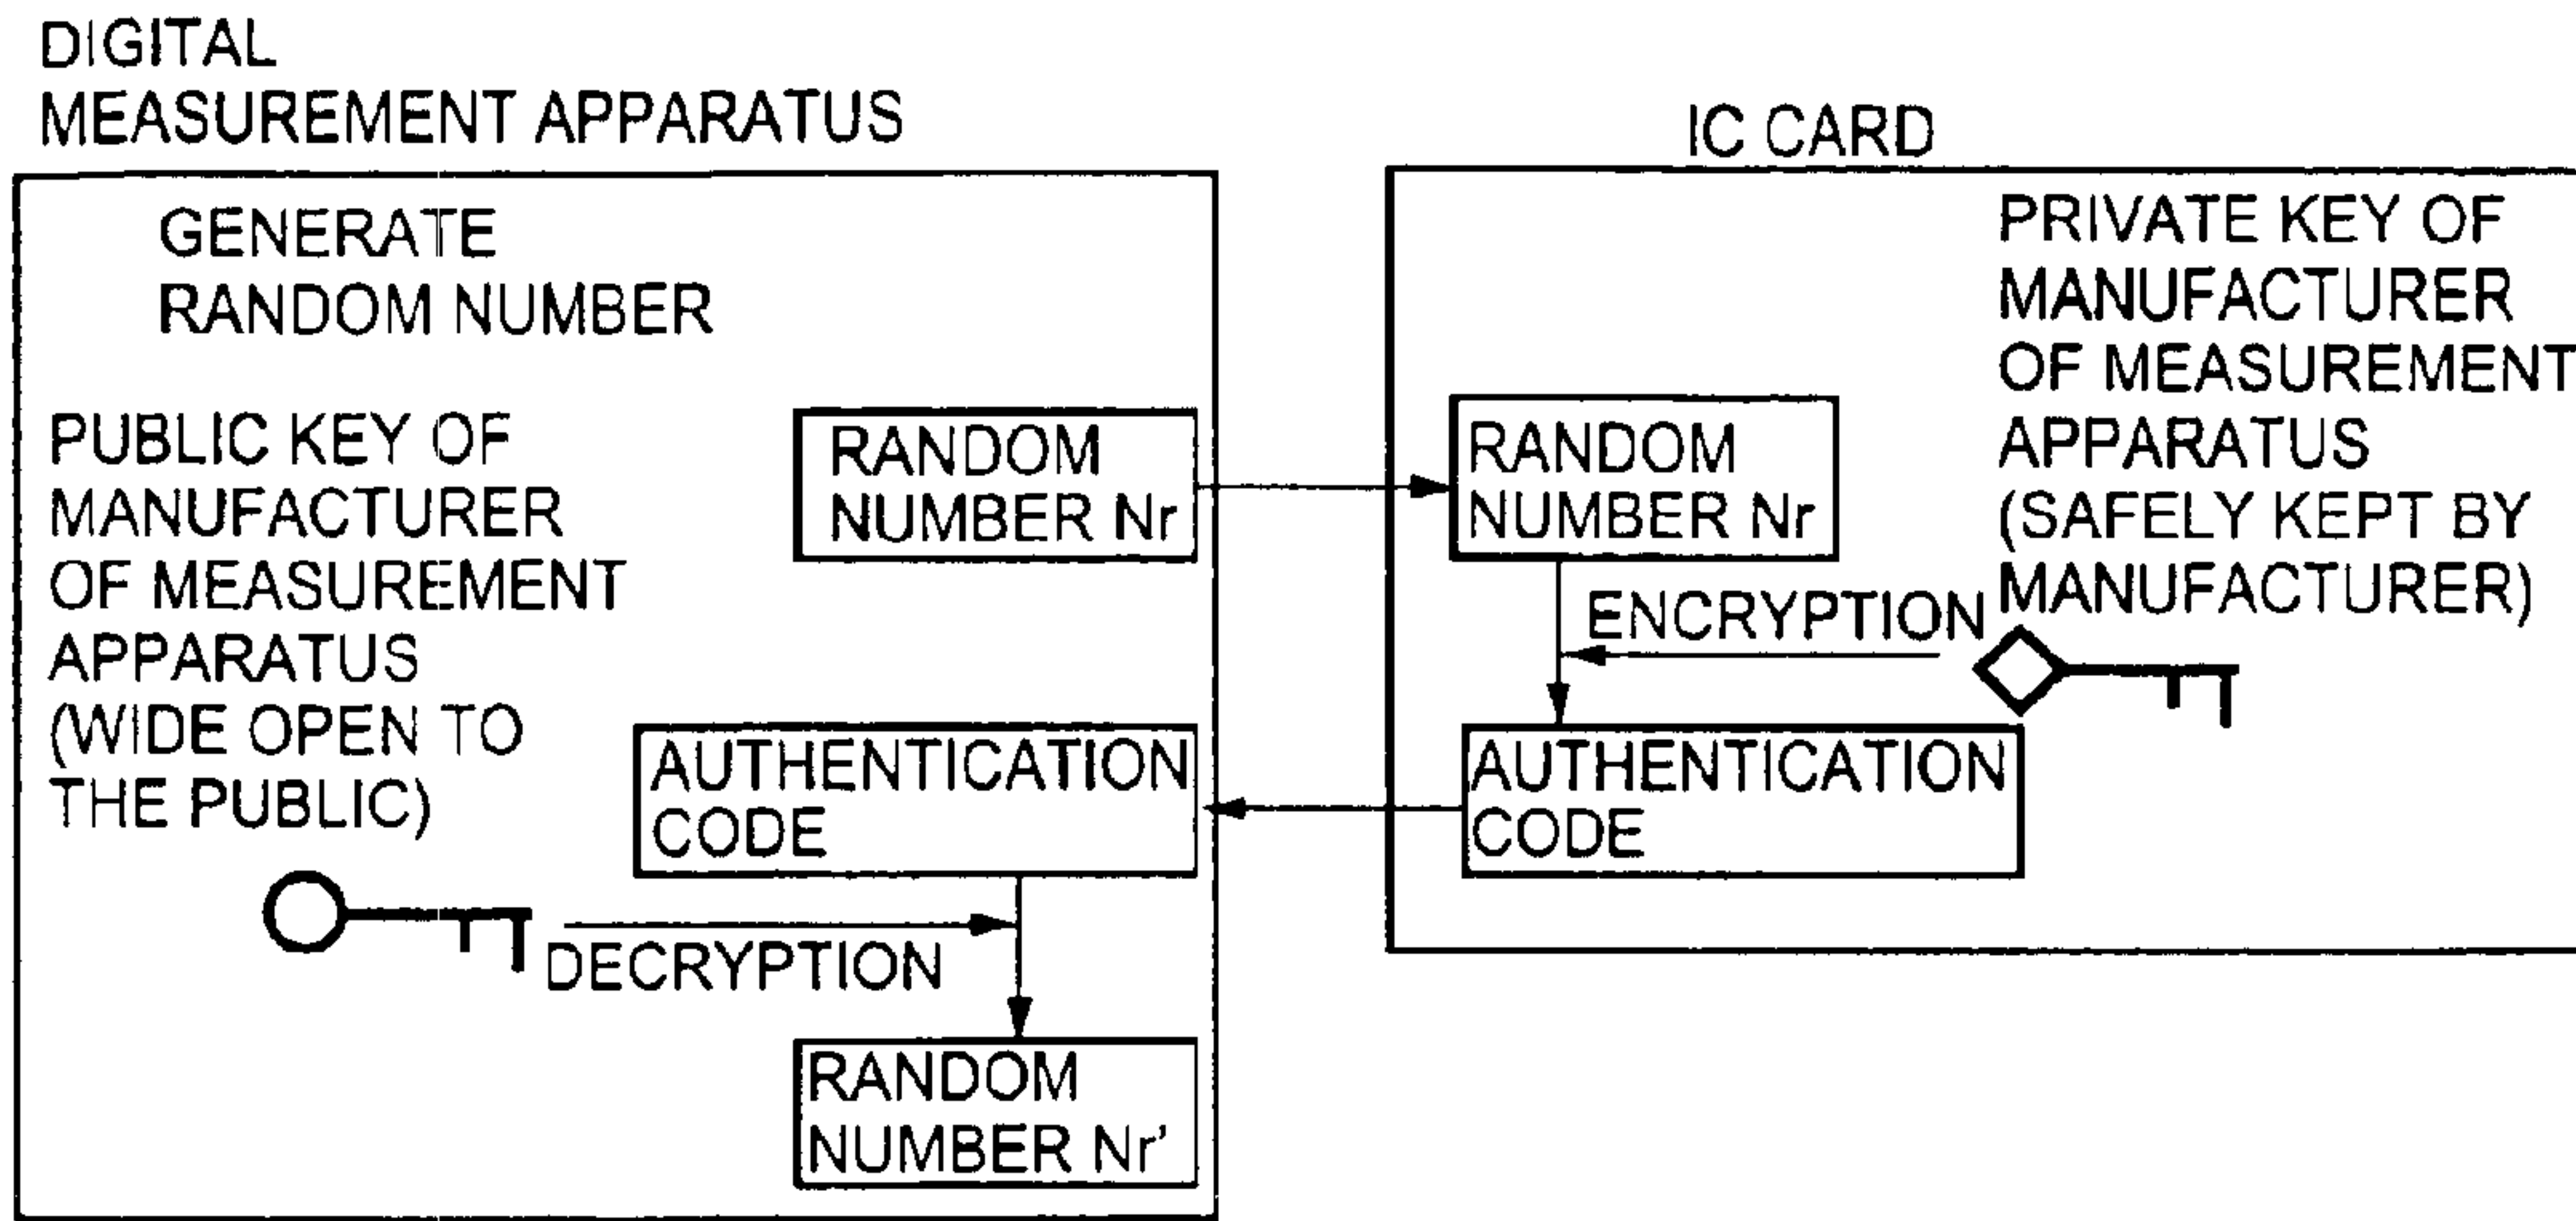 DIGITAL
MEASUREMENT APPARATUS
GENERATE
RANDOM NUMBER
PUBLIC KEY OF
MANUFACTURER
OF MEASUREMENT
APPARATUS
(WIDE OPEN TO
THE PUBLIC)
RANDOM
NUMBER Nr
AUTHENTICATION
CODE
DECRYPTION
RANDOM
NUMBER Nr'
IC CARD
PRIVATE KEY OF
MANUFACTURER
OF MEASUREMENT
APPARATUS
(SAFELY KEPT BY
MANUFACTURER)
RANDOM
NUMBER Nr
ENCRYPTION
AUTHENTICATION
CODE